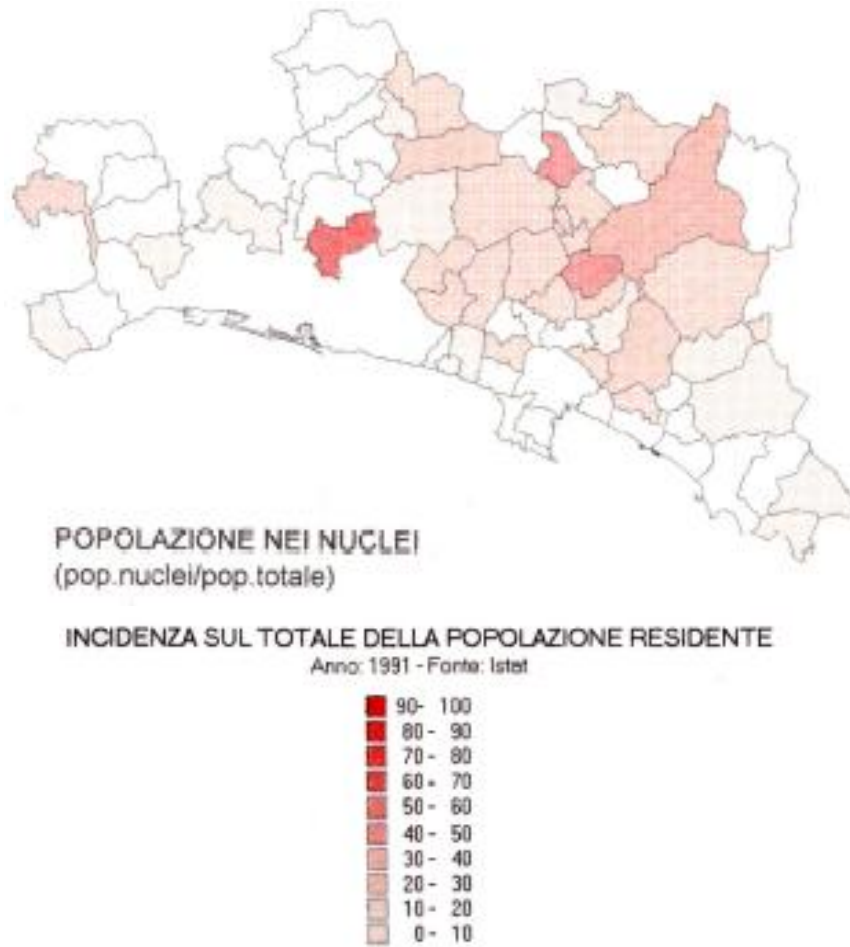 POPOLAZIONE NEI NUCLEI
(pop.nuclei/pop.totale)
INCIDENZA SUL TOTALE DELLA POPOLAZIONE RESIDENTE
Anno: 1991 - Fonte: Istat
90- 100
80 - 90
70 - 80
60 - 70
50 - 60
40 - 50
30 - 40
20 - 30
10 - 20
0 - 10